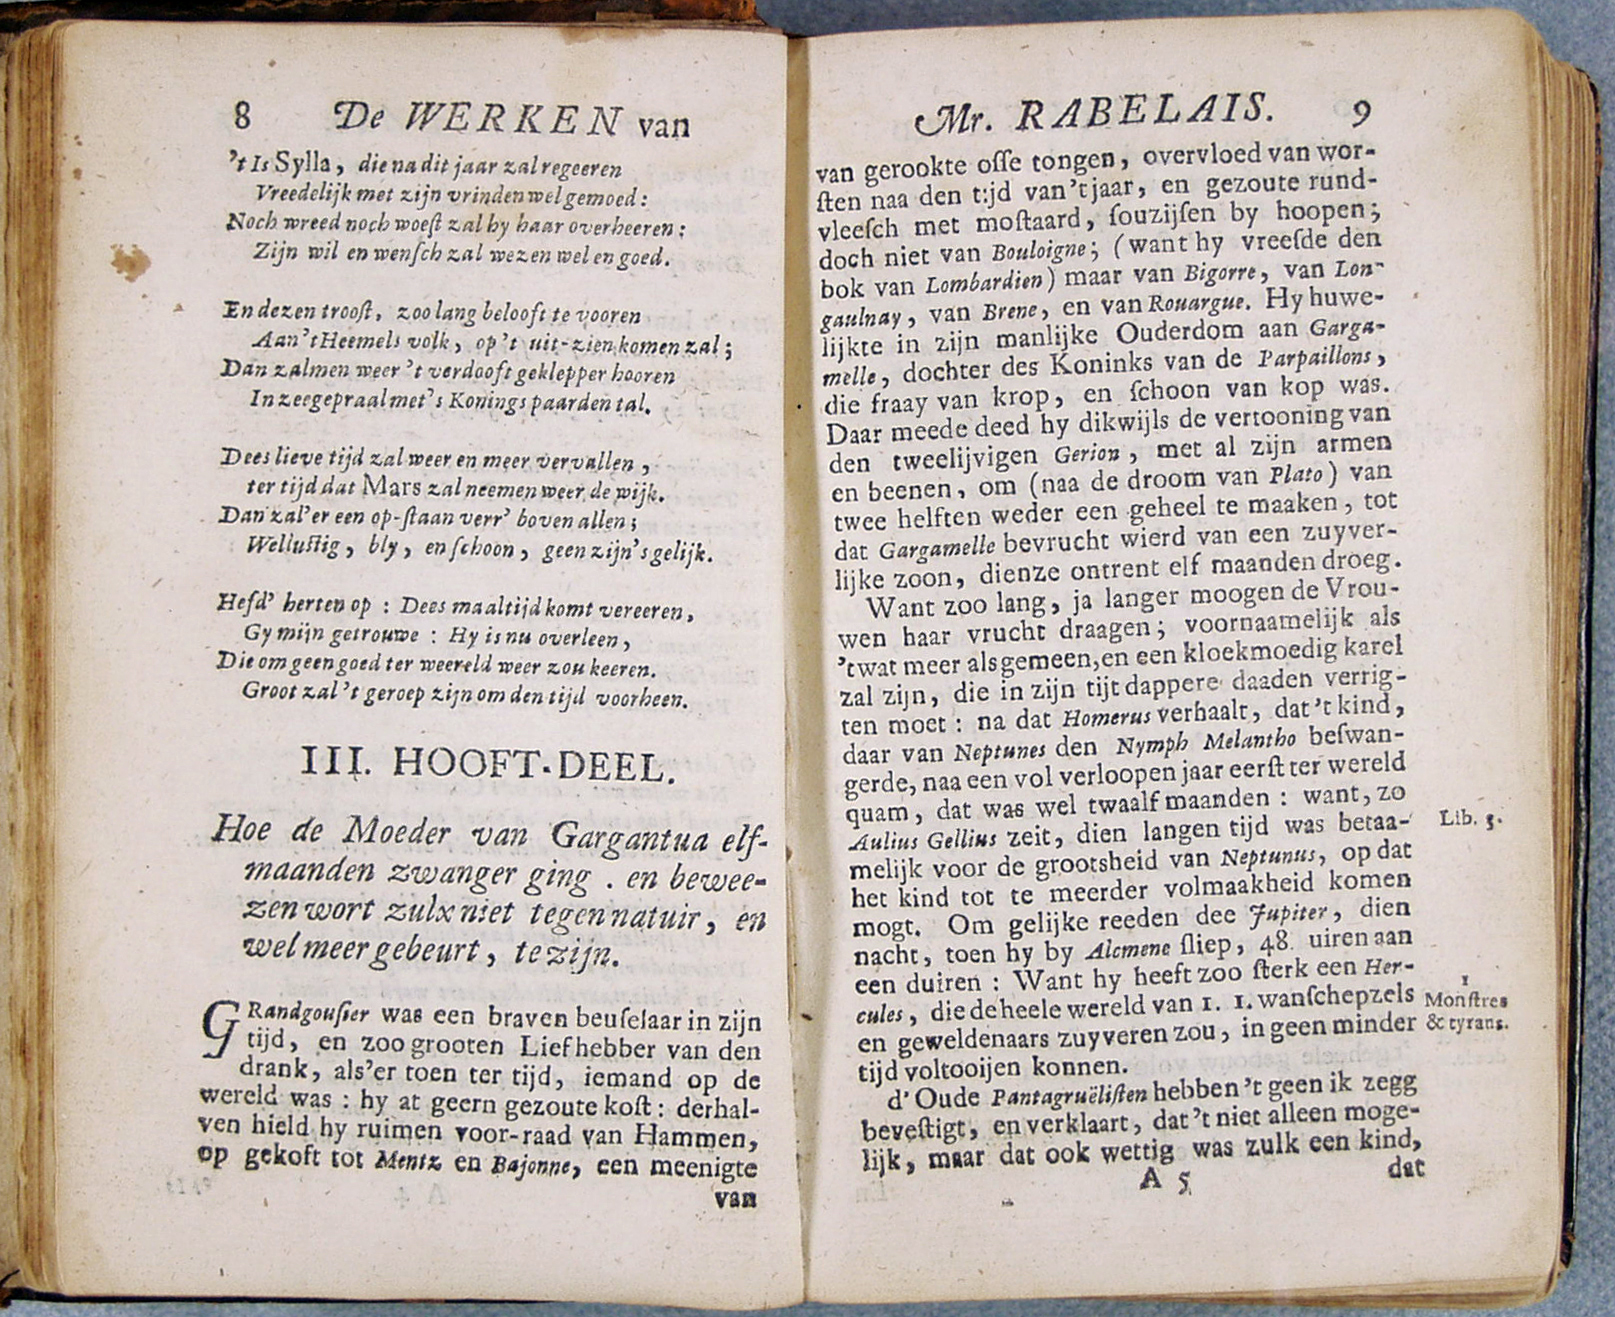 8 De WERKEN van
't Is Sylla, die na dit jaar zal regeeren
Vreedelijk met zijn vrinden wel gemoed:
Noch wreed noch woeſt zal hy haar overheeren:
Zijn wil en wenſch zal wezen wel en goed.
En dezen trooſt, zoo lang belooft te vooren
Aan 't Heemels volk, op 't uit-zien komen zal;
Dan zalmen weer 't verdooft geklepper hooren
In zeegepraal met's Konings paarden tal.
Dees lieve tijd zal weer en meer vervallen,
ter tijd dat Mars zal neemen weer de wijk.
Dan zal'er een op-ſtaan verr' boven allen;
Welluſtig, bly, en ſchoon, geen zijn's gelijk.
Hefd' herten op: Dees maaltijd komt vereeren,
Gy mijn getrouwe: Hy is nu overleen,
Die om geen goed ter weereld weer zou keeren.
Groot zal 't geroep zijn om den tijd voorheen.
III. HOOFT-DEEL.
Hoe de Moeder van Gargantua elf-
maanden zwanger ging. en bewee-
zen wort zulx niet tegen natuir, en
wel meer gebeurt, te zijn.
GRandgouſier was een braven beuſelaar in zijn
tijd, en zoo grooten Liefhebber van den
drank, als'er toen ter tijd, iemand op de
wereld was: hy at geern gezoute koſt: derhal-
ven hield hy ruimen voor-raad van Hammen,
op gekoft tot Mentz en Bajonne, een meenigte
van
Mr. RABELAIS. 9
van gerookte oſſe tongen, overvloed van wor-
ſten naa den tijd van 't jaar, en gezoute rund-
vleeſch met moſtaard, ſouzijſen by hoopen;
doch niet van Bouloigne; (want hy vreeſde den
bok van Lombardien) maar van Bigorre, van Lon-
gaulnay, van Brene, en van Rouargue. Hy huwe-
lijkte in zijn manlijke Ouderdom aan Garga-
melle, dochter des Koninks van de Parpaillons,
die fraay van krop, en ſchoon van kop was.
Daar meede deed hy dikwijls de vertooning van
den tweelijvigen Gerion, met al zijn armen
en beenen, om (naa de droom van Plato) van
twee helften weder een geheel te maaken, tot
dat Gargamelle bevrucht wierd van een zuyver-
lijke zoon, dienze ontrent elf maanden droeg.
Want zoo lang, ja langer moogen de Vrou-
wen haar vrucht draagen; voornaamelijk als
'twat meer als gemeen, en een kloekmoedig karel
zal zijn, die in zijn tijt dappere daaden verrig-
ten moet: na dat Homerus verhaalt, dat 't kind,
daar van Neptunes den Nymph Melantho beſwan-
gerde, naa een vol verloopen jaar eerſt ter wereld
quam, dat was wel twaalf maanden: want, zo
Aulius Gellius zeit, dien langen tijd was betaa- Lib. 3.
melijk voor de grootsheid van Neptunus, op dat
het kind tot te meerder volmaakheid komen
mogt. Om gelijke reeden dee Jupiter, dien
nacht, toen hy by Alcmene ſliep, 48. uiren aan
een duiren: Want hy heeft zoo ſterk een Her- 1
cules, die de heele wereld van 1. 1. wanſchepzels Monſtres
en geweldenaars zuyveren zou, in geen minder & tyrans.
tijd voltooijen konnen.
d' Oude Pantagruëliſten hebben 't geen ik zegg
beveſtigt, en verklaart, dat 't niet alleen moge-
lijk, maar dat ook wettig was zulk een kind,
A 5 dat